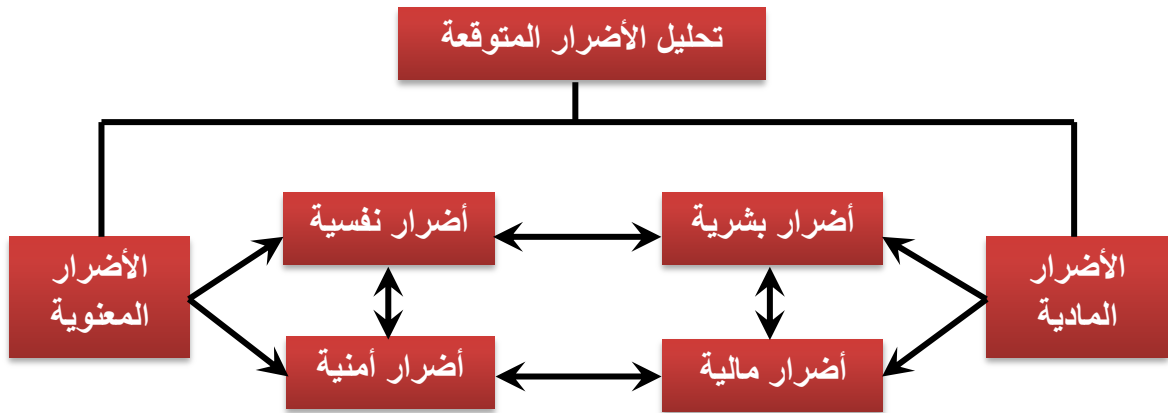 تحليل الأضرار المتوقعة
أضرار بشرية
أضرار نفسية
الأضرار
المادية
الأضرار
المعنوية
أضرار مالية
أضرار أمنية